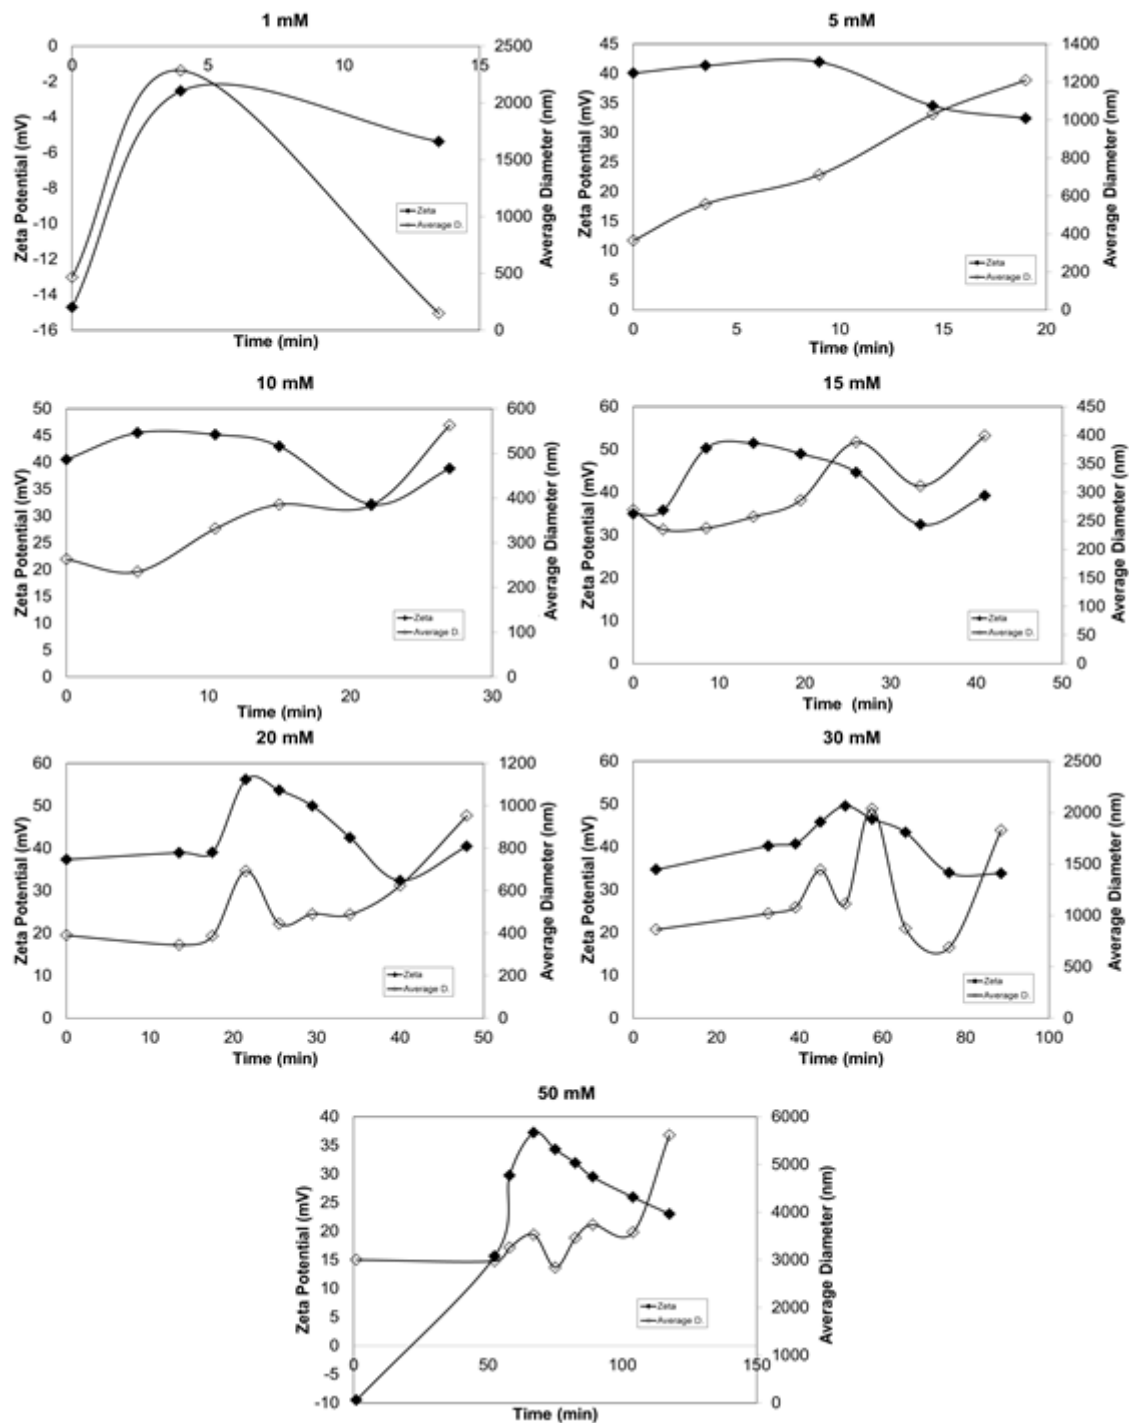 1 mM
0 2500
0 5 10 15
-2
2000
-4
-6 1500
-8
1000
-10
-12
500
-14
-16 0
Zeta Potential (mV)
Average Diameter (nm)
Zeta
Average D.
Time (min)
5 mM
45 1400
40 1200
35
1000
30
25 800
20 600
15
400
10
5 200
0 0
0 5 10 15 20
Zeta Potential (mV)
Average Diameter (nm)
Zeta
Average D.
Time (min)
10 mM
50 600
45
500
40
35 400
30
25 300
20
200
15
10 100
5
0 0
0 10 20 30
Zeta Potential (mV)
Average Diameter (nm)
Zeta
Average D.
Time (min)
15 mM
60 450
400
50
350
40 300
250
30
200
20 150
100
10
50
0 0
0 10 20 30 40 50
Zeta Potential (mV)
Average Diameter (nm)
Zeta
Average D.
Time (min)
20 mM
60 1200
50 1000
40 800
30 600
20 400
10 200
0 0
0 10 20 30 40 50
Zeta Potential (mV)
Average Diameter (nm)
Zeta
Average D.
Time (min)
30 mM
60 2500
50 2000
40
1500
30
1000
20
10 500
0 0
0 20 40 60 80 100
Zeta Potential (mV)
Average Diameter (nm)
Zeta
Average D.
Time (min)
50 mM
40 6000
35
5000
30
25 4000
20
15 3000
10
2000
5
0
0 50 100 150
1000
-5
-10 0
Zeta Potential (mV)
Average Diameter (nm)
Zeta
Average D.
Time (min)